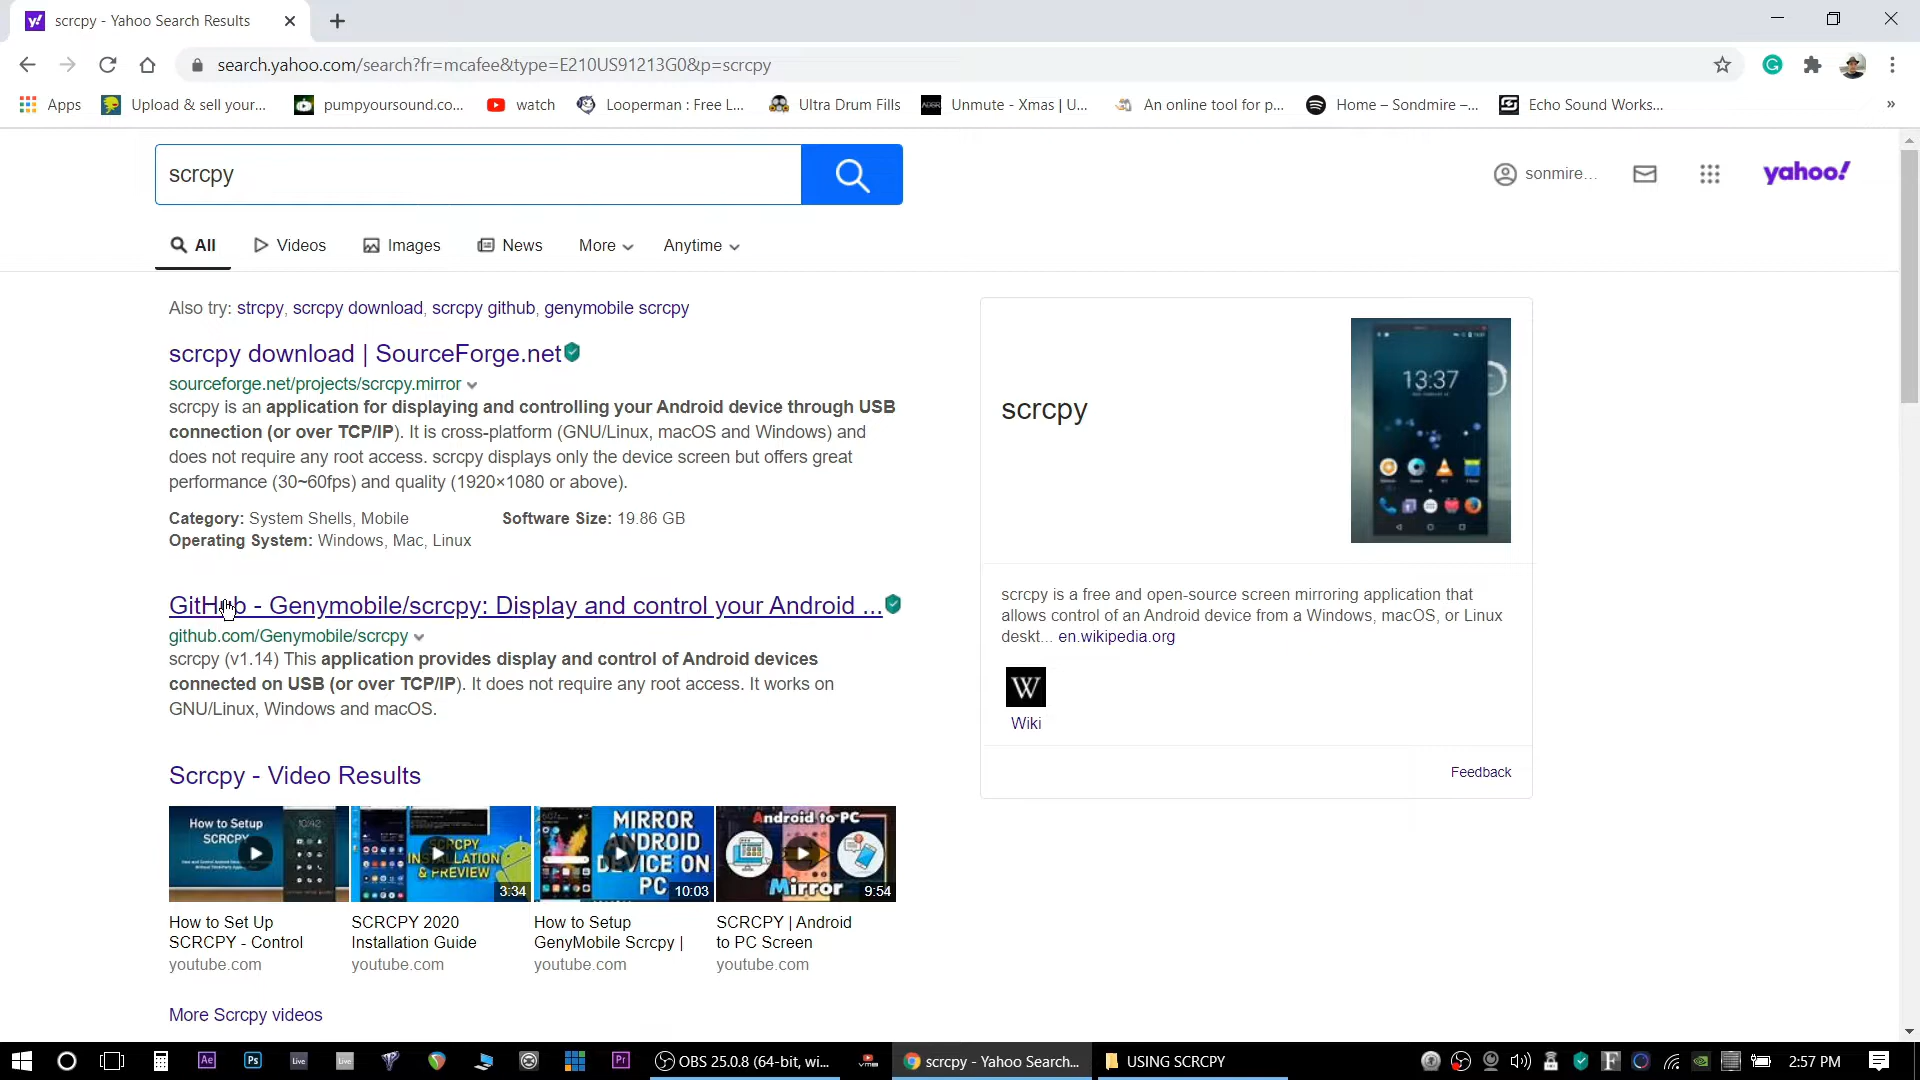 scrcpy - Yahoo Search Results
search.yahoo.com/search?fr=mcafee&type=E210US91213G0&p=scrcpy
Apps
Upload & sell your...
pumpyoursound.co...
watch
Looperman : Free L...
Ultra Drum Fills
Unmute - Xmas | U...
An online tool for p...
Home – Sondmire –...
Echo Sound Works...
»
scrcpy
sonmire...
yahoo!
All
Videos
Images
News
More
Anytime
Also try: strcpy, scrcpy download, scrcpy github, genymobile scrcpy
scrcpy download | SourceForge.net
sourceforge.net/projects/scrcpy.mirror
scrcpy is an application for displaying and controlling your Android device through USB
connection (or over TCP/IP). It is cross-platform (GNU/Linux, macOS and Windows) and
does not require any root access. scrcpy displays only the device screen but offers great
performance (30~60fps) and quality (1920×1080 or above).
Category: System Shells, Mobile
Software Size: 19.86 GB
Operating System: Windows, Mac, Linux
GitHub - Genymobile/scrcpy: Display and control your Android ...
github.com/Genymobile/scrcpy
scrcpy (v1.14) This application provides display and control of Android devices
connected on USB (or over TCP/IP). It does not require any root access. It works on
GNU/Linux, Windows and macOS.
scrcpy
13:37
scrcpy is a free and open-source screen mirroring application that
allows control of an Android device from a Windows, macOS, or Linux
deskt... en.wikipedia.org
W
Wiki
Feedback
Scrcpy - Video Results
How to Setup
SCRCPY
10:42
SCRCPY
INSTALLATION
& PREVIEW
3:34
MIRROR
ANDROID
DEVICE ON
PC
10:03
Android to PC
Mirror
9:54
How to Set Up
SCRCPY - Control
youtube.com
SCRCPY 2020
Installation Guide
youtube.com
How to Setup
GenyMobile Scrcpy |
youtube.com
SCRCPY | Android
to PC Screen
youtube.com
More Scrcpy videos
Ae
Ps
Live
Live
Pr
OBS 25.0.8 (64-bit, wi...
scrcpy - Yahoo Search...
USING SCRCPY
2:57 PM